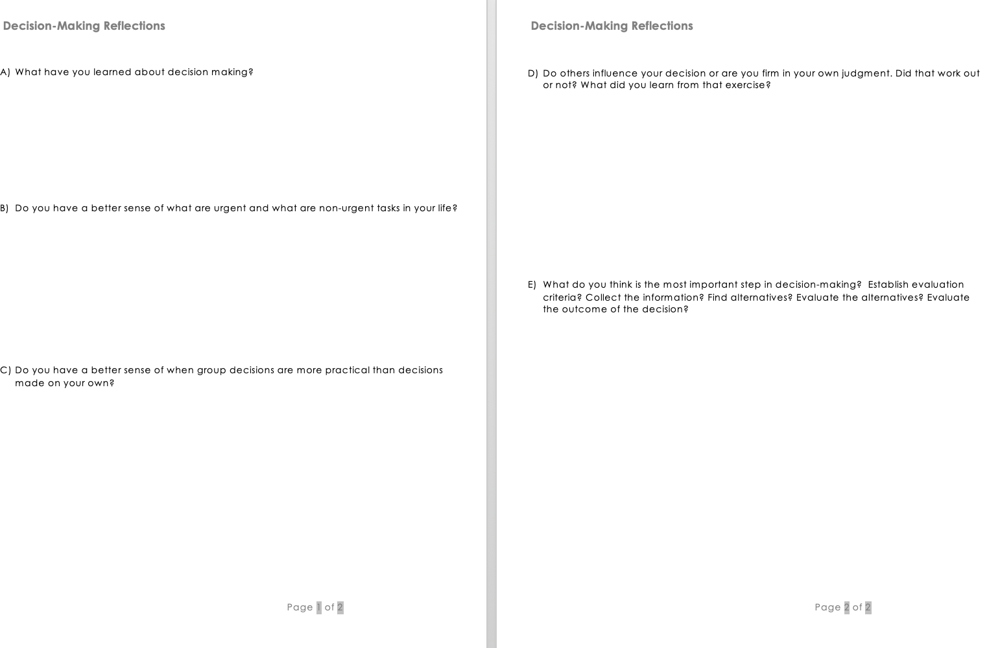 Decision-Making Reflections
A) What have you learned about decision making?
B) Do you have a better sense of what are urgent and what are non-urgent tasks in your life?
C) Do you have a better sense of when group decisions are more practical than decisions
made on your own?
Page 1 of 2
Decision-Making Reflections
D) Do others influence your decision or are you firm in your own judgment. Did that work out
or not? What did you learn from that exercise?
E) What do you think is the most important step in decision-making?  Establish evaluation
criteria? Collect the information? Find alternatives? Evaluate the alternatives? Evaluate
the outcome of the decision?
Page 2 of 2